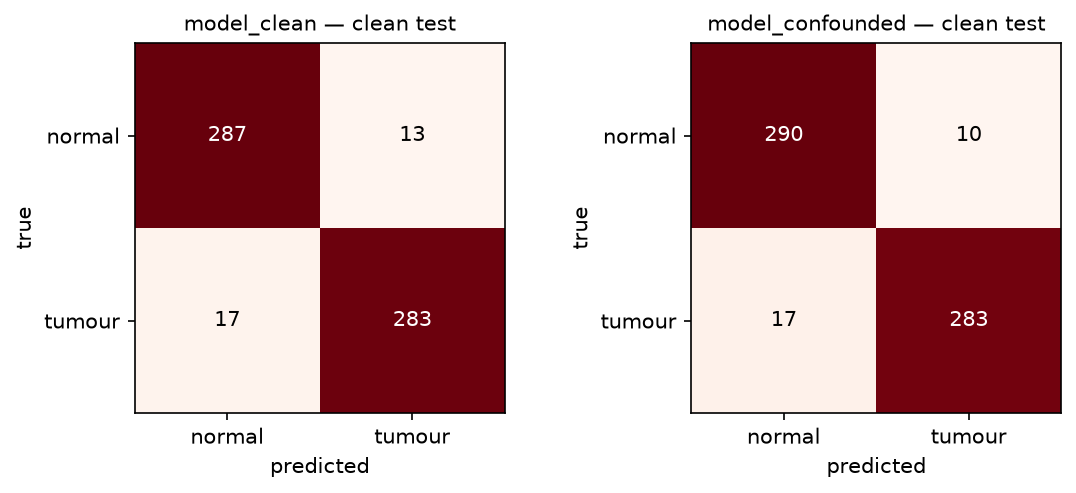 model_clean — clean test
normal
287
13
true
tumour
17
283
normal
tumour
predicted
model_confounded — clean test
normal
290
10
true
tumour
17
283
normal
tumour
predicted